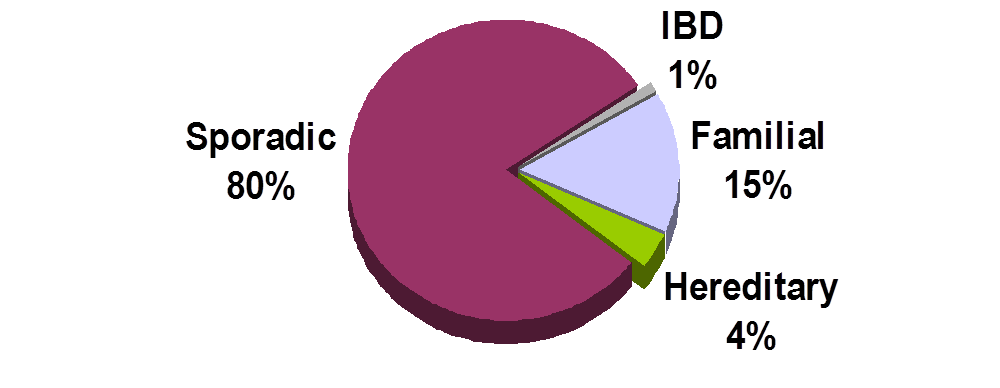 IBD
1%
Sporadic
80%
Familial
15%
Hereditary
4%